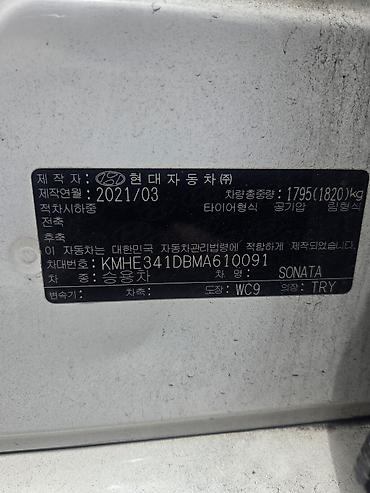 제 작 자 : 현대자동차㈜
제작연월: 2021/03 차량총중량: 1795(1820)kg
적차시하중 타이어형식 공기압 림형식
전축
후축
이 자동차는 대한민국 자동차관리법령에 적합하게 제작되었습니다.
차대번호: KMHE341DBMA610091
차 종: 승용차 차 명: SONATA
변속기: 차축: 도장: WC9 의장: TRY